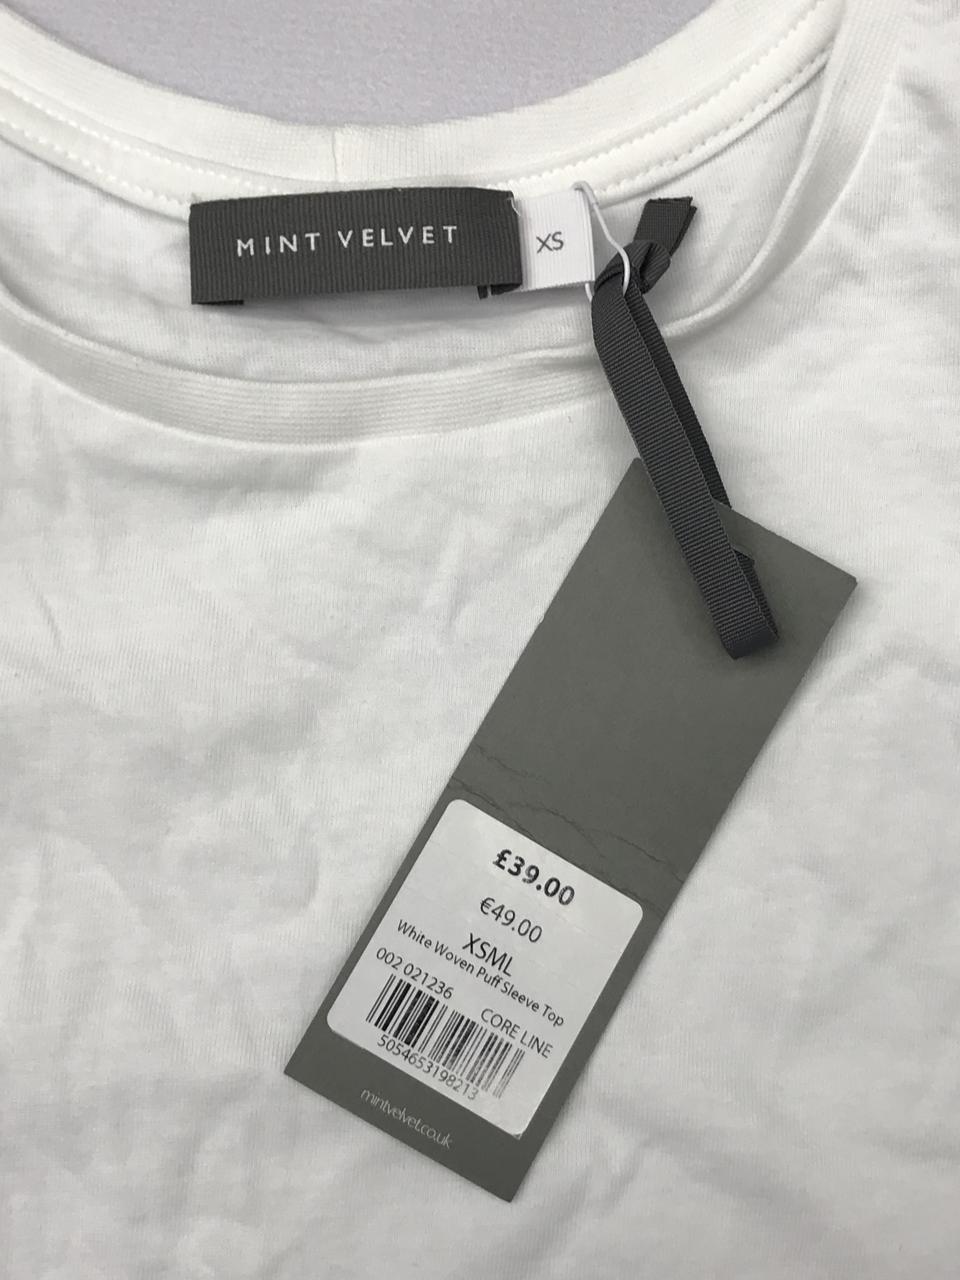 MINT VELVET
XS
£39.00
€49.00
XSML
White Woven Puff Sleeve Top
002 021236
CORE LINE
5054653198213
mintvelvet.co.uk